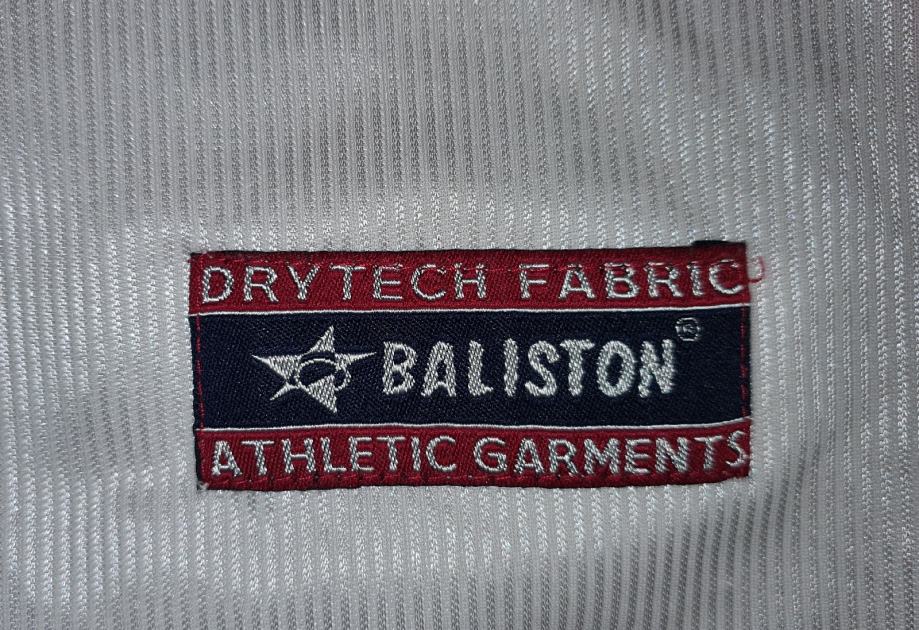 DRYTECH FABRIC
BALISTON®
ATHLETIC GARMENTS